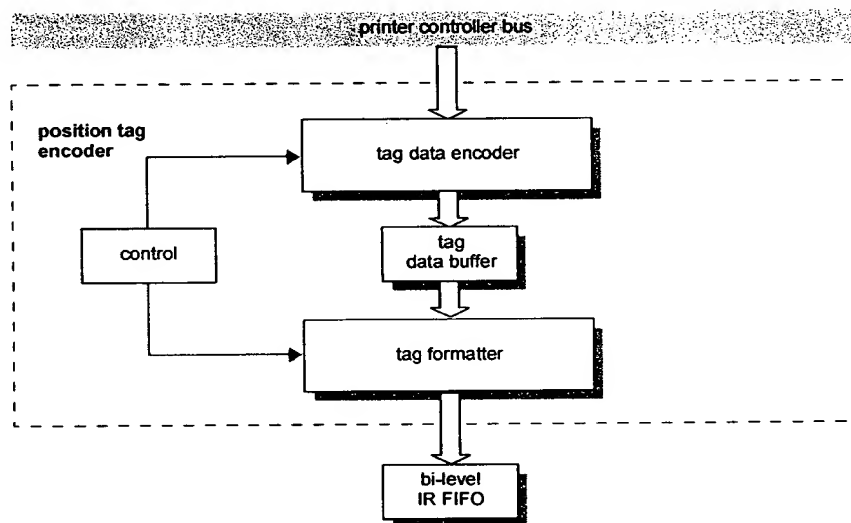 printer controller bus
position tag
encoder
tag data encoder
control
tag
data buffer
tag formatter
bi-level
IR FIFO